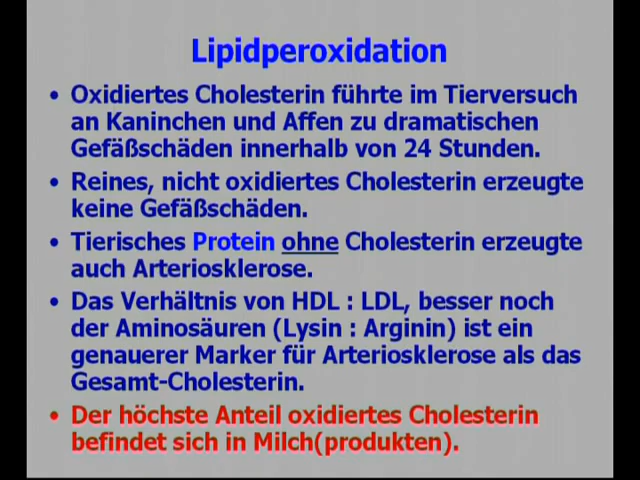 Lipidperoxidation
• Oxidiertes Cholesterin führte im Tierversuch
an Kaninchen und Affen zu dramatischen
Gefäßschäden innerhalb von 24 Stunden.
• Reines, nicht oxidiertes Cholesterin erzeugte
keine Gefäßschäden.
• Tierisches Protein ohne Cholesterin erzeugte
auch Arteriosklerose.
• Das Verhältnis von HDL : LDL, besser noch
der Aminosäuren (Lysin : Arginin) ist ein
genauerer Marker für Arteriosklerose als das
Gesamt-Cholesterin.
• Der höchste Anteil oxidiertes Cholesterin
befindet sich in Milch(produkten).